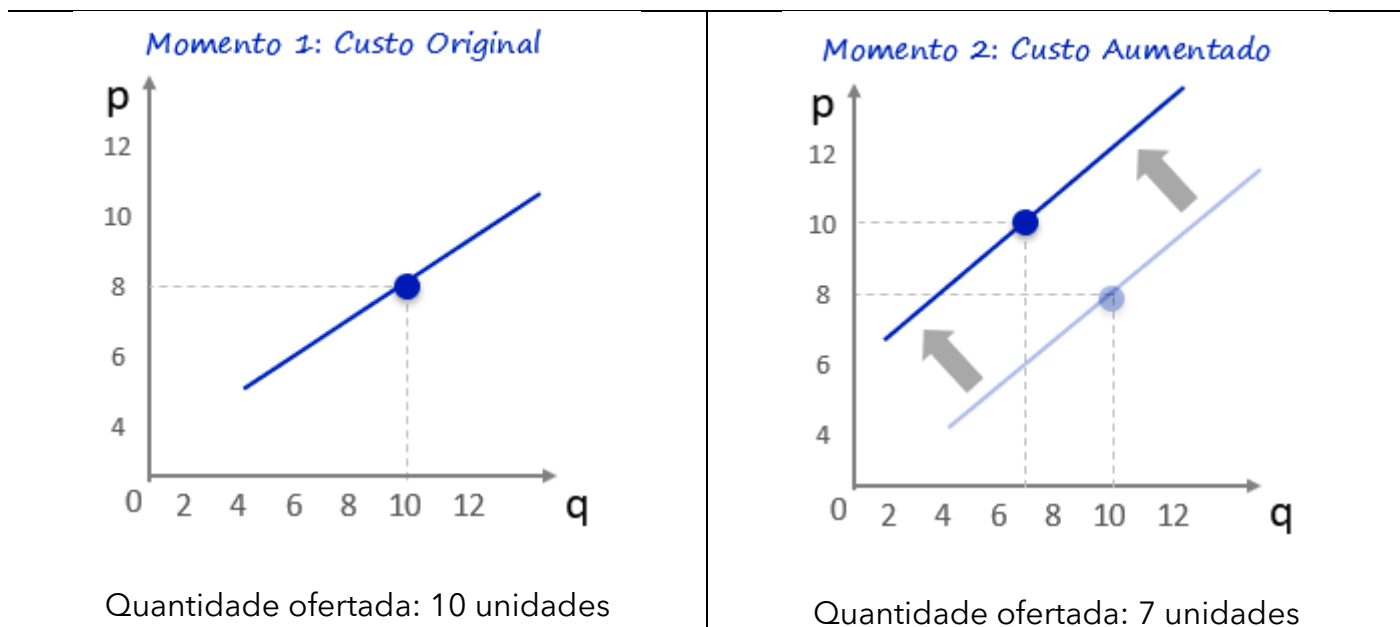 Momento 1: Custo Original
p
12
10
8
6
4
0 2 4 6 8 10 12 q
Quantidade ofertada: 10 unidades
Momento 2: Custo Aumentado
p
12
10
8
6
4
0 2 4 6 8 10 12 q
Quantidade ofertada: 7 unidades